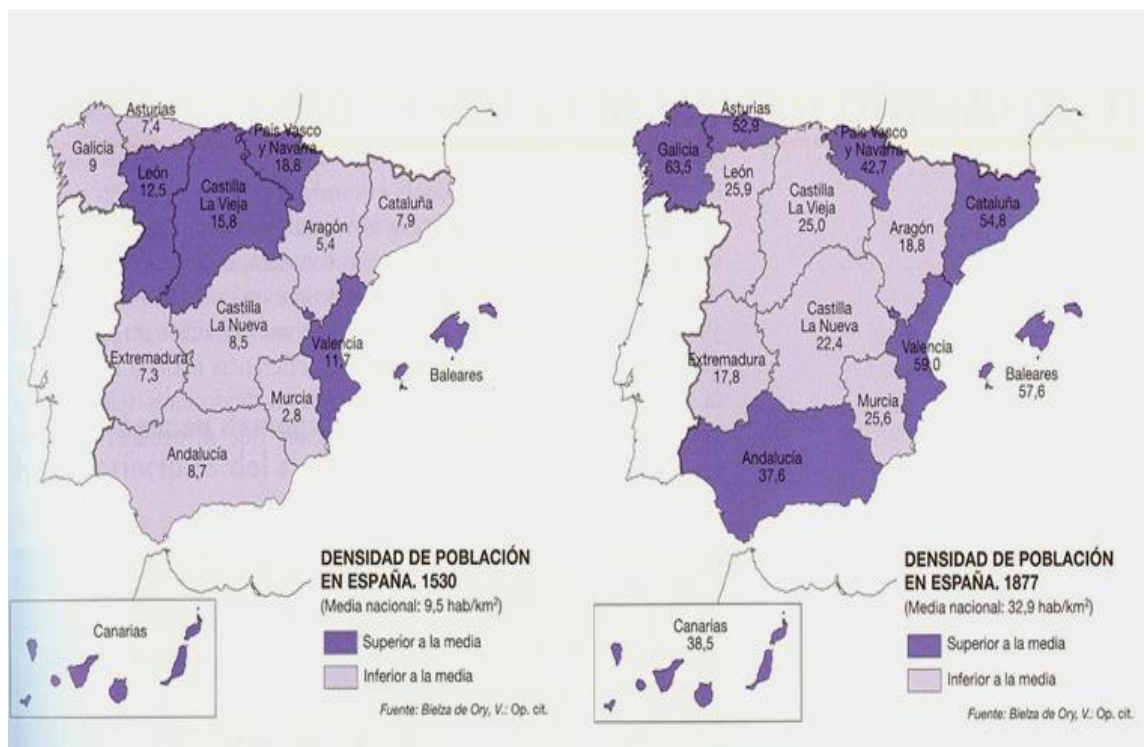 Asturias
7,4
Galicia
9
León
12,5
Castilla
La Vieja
15,8
País Vasco
y Navarra
18,8
Aragón
5,4
Cataluña
7,9
Castilla
La Nueva
8,5
Extremadura
7,3
Valencia
11,7
Baleares
Murcia
2,8
Andalucía
8,7
DENSIDAD DE POBLACIÓN
EN ESPAÑA. 1530
(Media nacional: 9,5 hab/km²)
Superior a la media
Inferior a la media
Fuente: Bielza de Ory, V.: Op. cit.
Canarias
Asturias
52,9
Galicia
63,5
León
25,9
Castilla
La Vieja
25,0
País Vasco
y Navarra
42,7
Aragón
18,8
Cataluña
54,8
Castilla
La Nueva
22,4
Extremadura
17,8
Valencia
59,0
Baleares
57,6
Murcia
25,6
Andalucía
37,6
DENSIDAD DE POBLACIÓN
EN ESPAÑA. 1877
(Media nacional: 32,9 hab/km²)
Superior a la media
Inferior a la media
Fuente: Bielza de Ory, V.: Op. cit.
Canarias
38,5